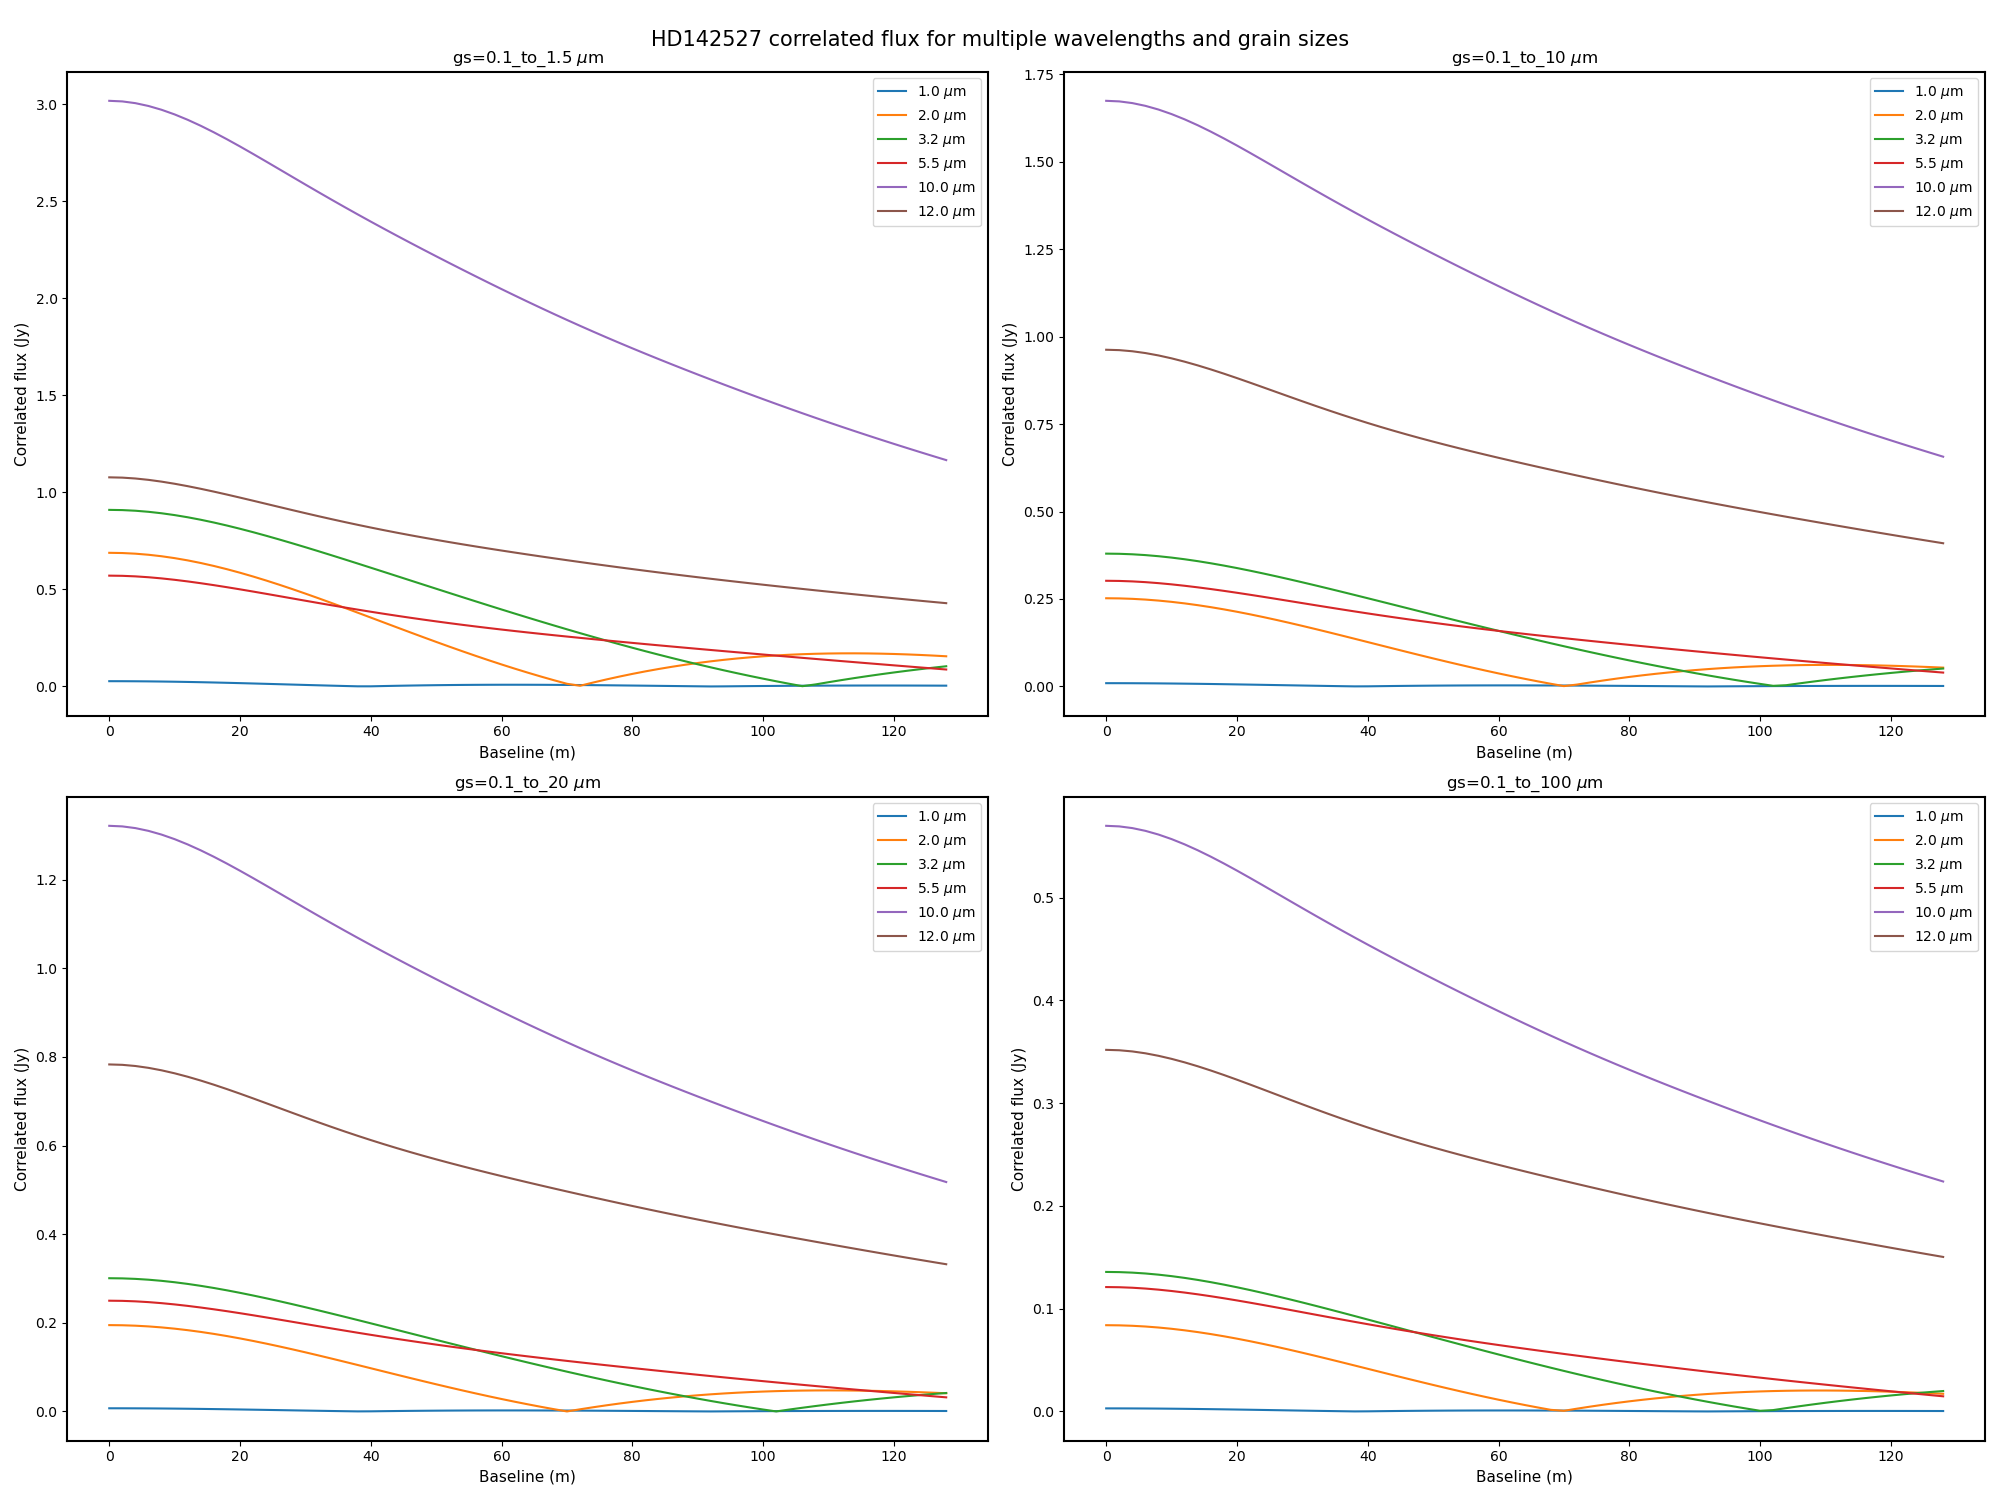 HD142527 correlated flux for multiple wavelengths and grain sizes
gs=0.1_to_1.5 μm
3.0
2.5
2.0
1.5
1.0
0.5
0.0
Correlated flux (Jy)
1.0 μm
2.0 μm
3.2 μm
5.5 μm
10.0 μm
12.0 μm
0 20 40 60 80 100 120
Baseline (m)
gs=0.1_to_10 μm
1.75
1.50
1.25
1.00
0.75
0.50
0.25
0.00
Correlated flux (Jy)
1.0 μm
2.0 μm
3.2 μm
5.5 μm
10.0 μm
12.0 μm
0 20 40 60 80 100 120
Baseline (m)
gs=0.1_to_20 μm
1.2
1.0
0.8
0.6
0.4
0.2
0.0
Correlated flux (Jy)
1.0 μm
2.0 μm
3.2 μm
5.5 μm
10.0 μm
12.0 μm
0 20 40 60 80 100 120
Baseline (m)
gs=0.1_to_100 μm
0.5
0.4
0.3
0.2
0.1
0.0
Correlated flux (Jy)
1.0 μm
2.0 μm
3.2 μm
5.5 μm
10.0 μm
12.0 μm
0 20 40 60 80 100 120
Baseline (m)